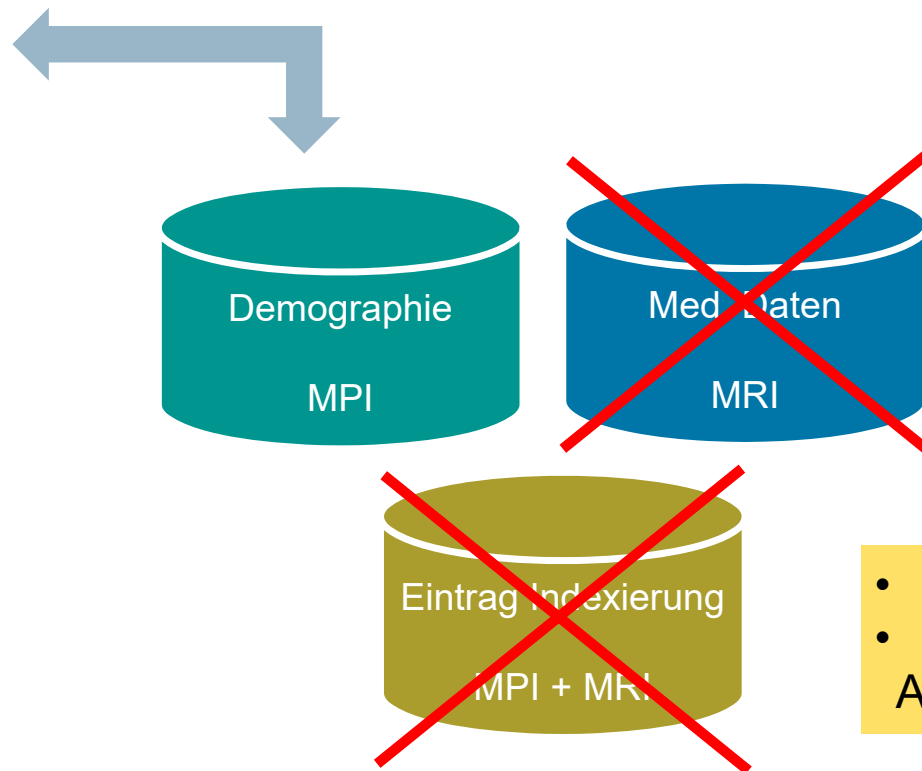 Demographie
MPI
Med. Daten
MRI
Eintrag Indexierung
MPI + MRI
•
•
A